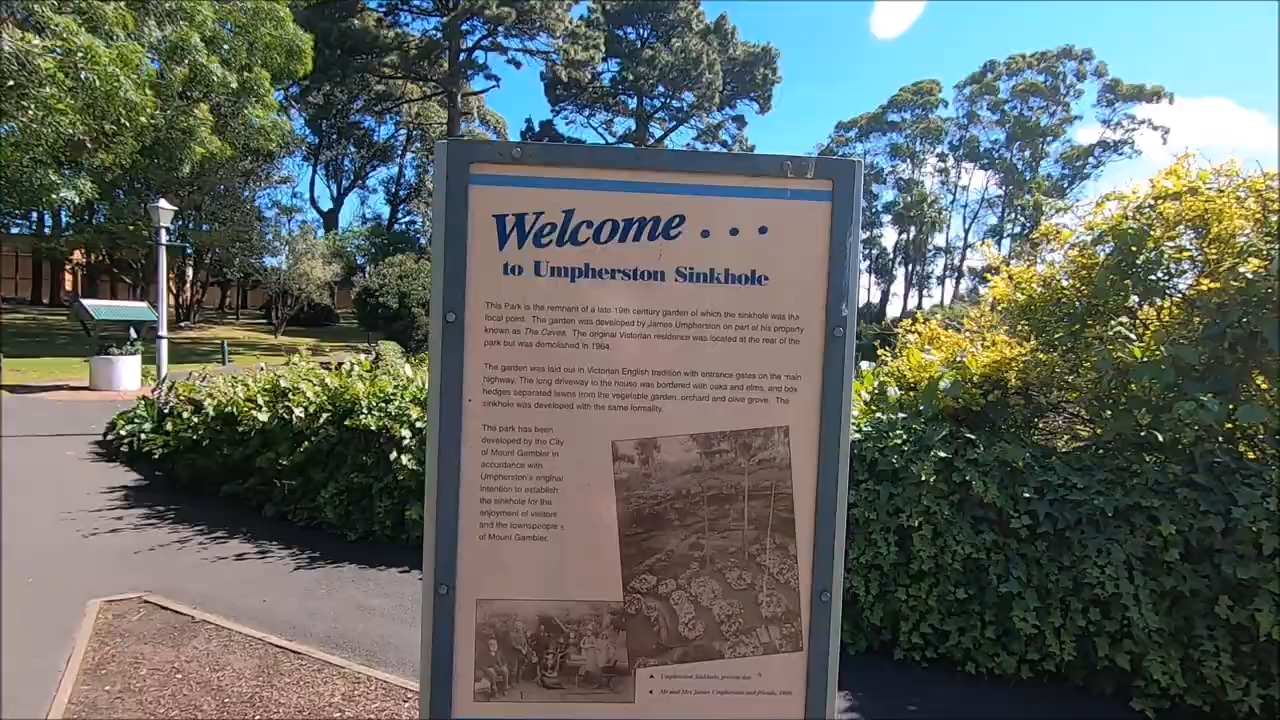 Welcome . . .
to Umpherston Sinkhole
This Park is the remnant of a late 19th century garden of which the sinkhole was the
focal point. The garden was developed by James Umpherston on part of his property
known as The Caves. The original Victorian residence was located at the rear of the
park but was demolished in 1964.
The garden was laid out in Victorian English tradition with entrance gates on the main
highway. The long driveway to the house was bordered with oaks and elms, and box
hedges separated lawns from the vegetable garden, orchard and olive grove. The
sinkhole was developed with the same formality.
The park has been
developed by the City
of Mount Gambier in
accordance with
Umpherston's original
intention to establish
the sinkhole for the
enjoyment of visitors
and the townspeople
of Mount Gambier.
Umpherston Sinkhole, present day
Mr and Mrs James Umpherston and friends,